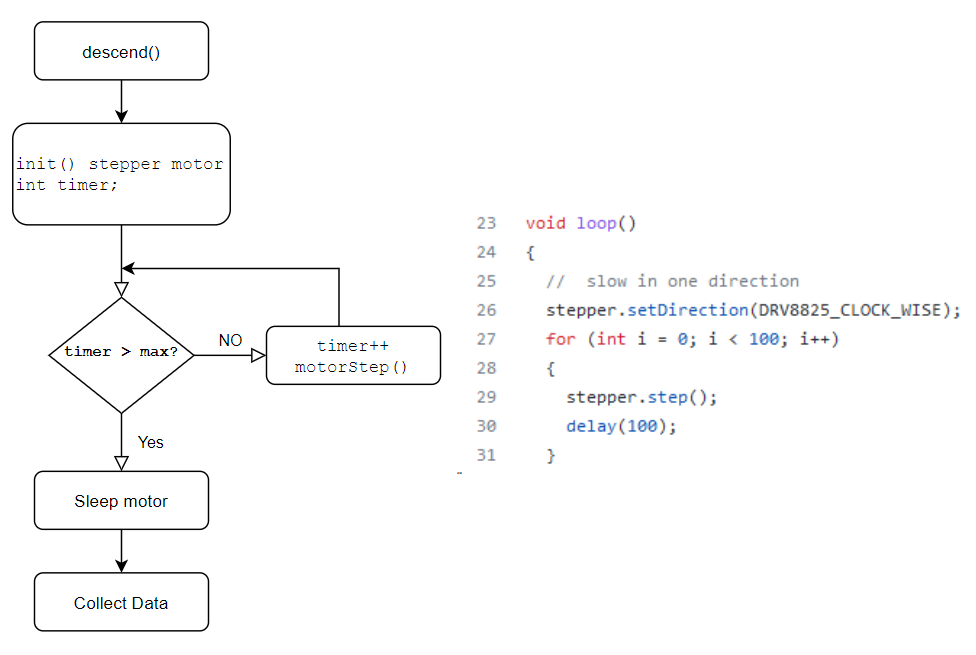 descend()
init() stepper motor
int timer;
timer > max?
NO
timer++
motorStep()
Yes
Sleep motor
Collect Data
23 void loop()
24 {
25 // slow in one direction
26 stepper.setDirection(DRV8825_CLOCK_WISE);
27 for (int i = 0; i < 100; i++)
28 {
29 stepper.step();
30 delay(100);
31 }